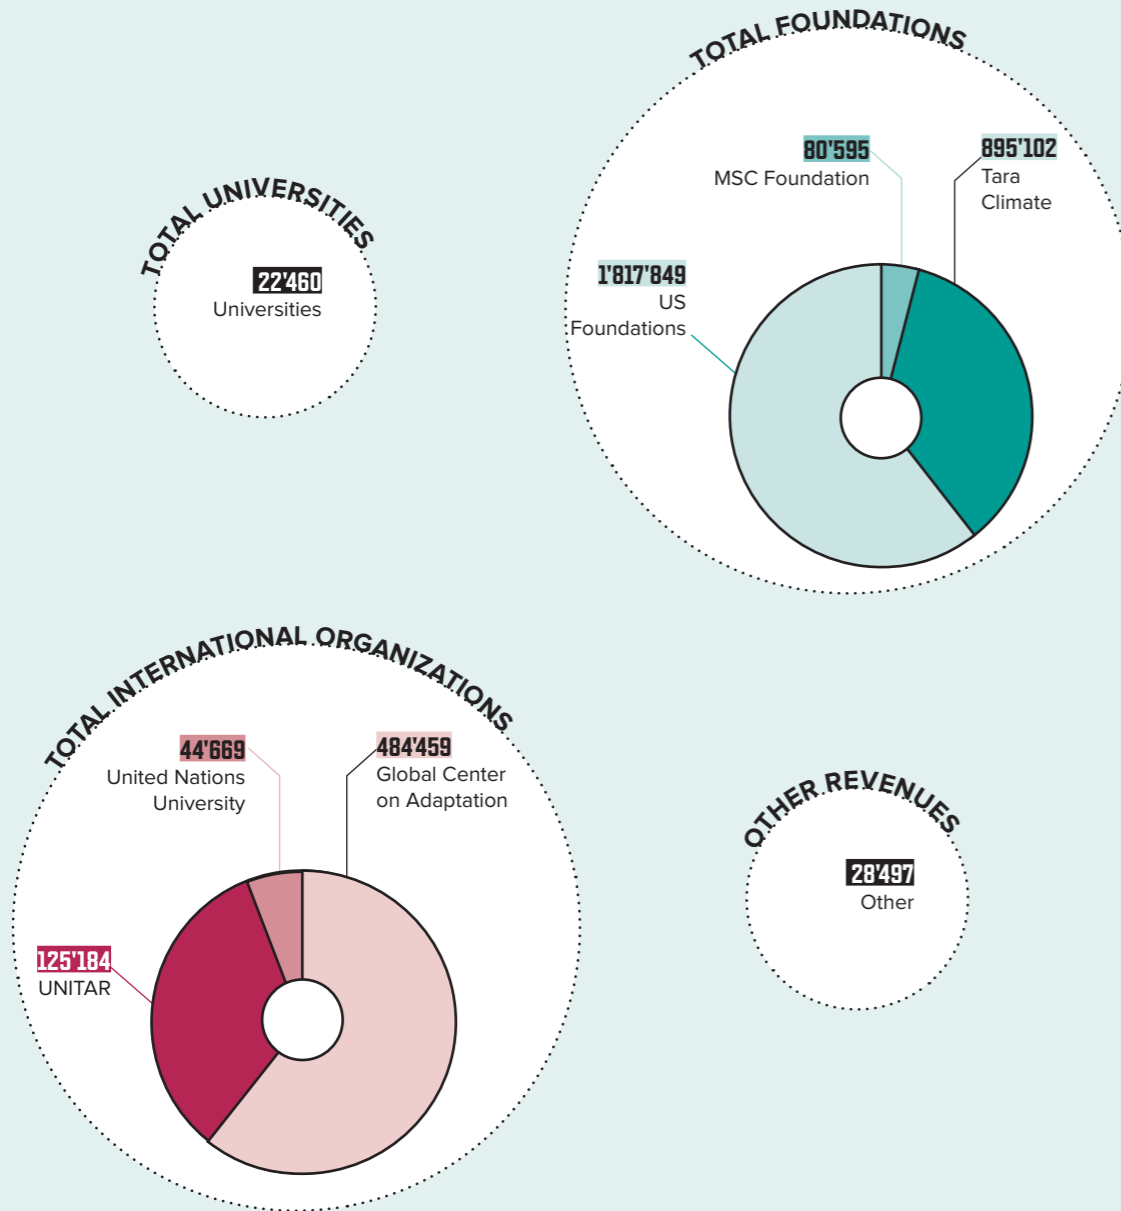 TOTAL FOUNDATIONS
80'595
MSC Foundation
895'102
Tara
Climate
1'817'849
US
Foundations
TOTAL UNIVERSITIES
22'460
Universities
TOTAL INTERNATIONAL ORGANIZATIONS
44'669
United Nations
University
484'459
Global Center
on Adaptation
125'184
UNITAR
OTHER REVENUES
28'497
Other